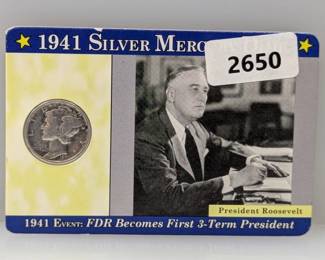 1941 SILVER MERC
2650
President Roosevelt
1941 EVENT: FDR Becomes First 3-Term President